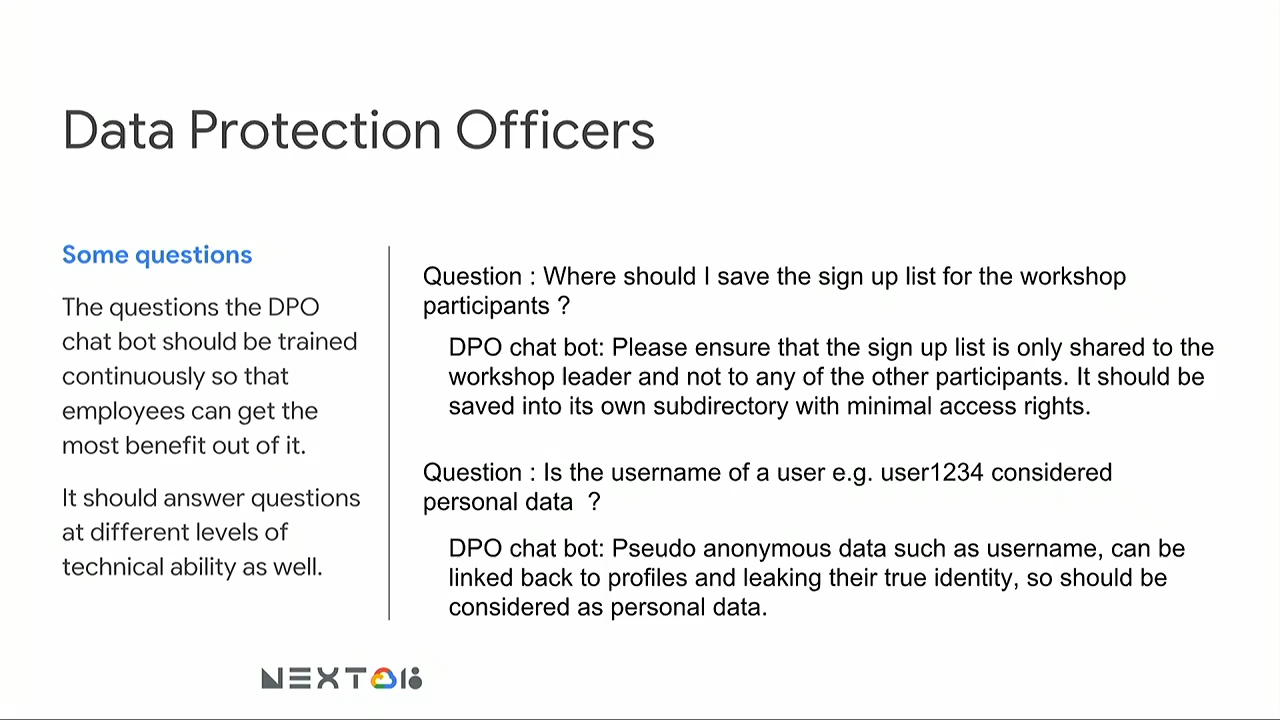 Data Protection Officers
Some questions
The questions the DPO
chat bot should be trained
continuously so that
employees can get the
most benefit out of it.
It should answer questions
at different levels of
technical ability as well.
Question : Where should I save the sign up list for the workshop
participants ?
DPO chat bot: Please ensure that the sign up list is only shared to the
workshop leader and not to any of the other participants. It should be
saved into its own subdirectory with minimal access rights.
Question : Is the username of a user e.g. user1234 considered
personal data  ?
DPO chat bot: Pseudo anonymous data such as username, can be
linked back to profiles and leaking their true identity, so should be
considered as personal data.
NEXT 18